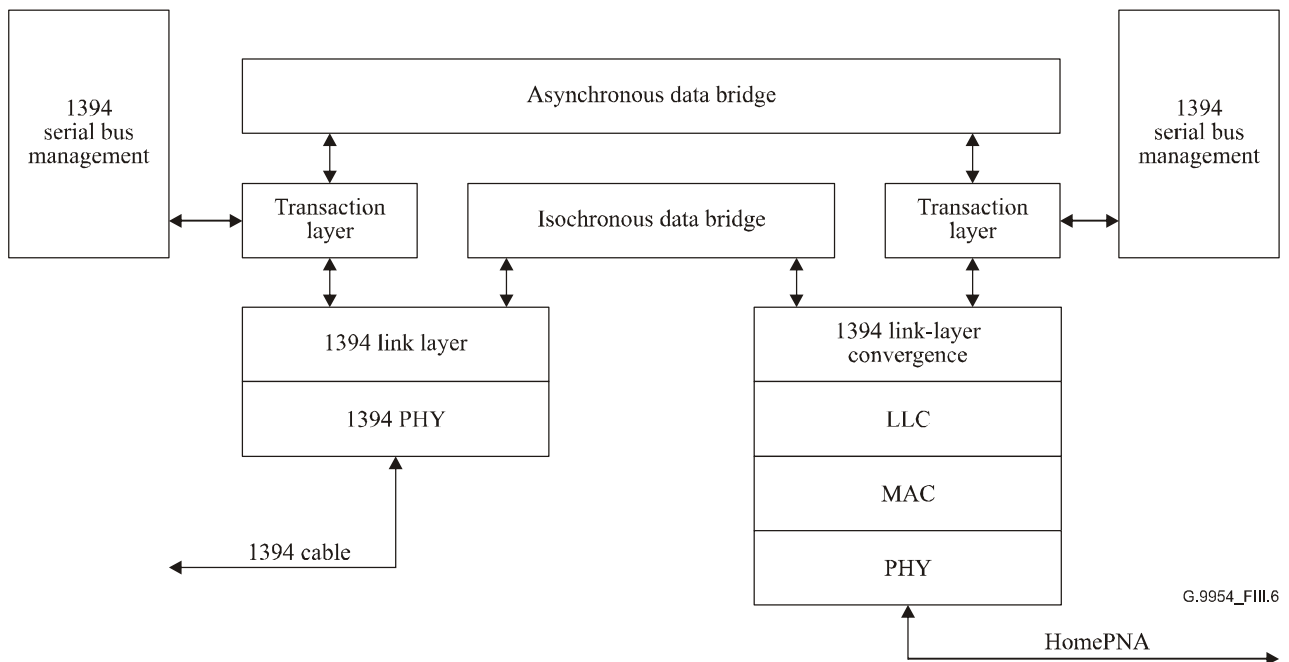 1394
serial bus
management
Asynchronous data bridge
1394
serial bus
management
Transaction
layer
Isochronous data bridge
Transaction
layer
1394 link layer
1394 link-layer
convergence
1394 PHY
LLC
MAC
1394 cable
PHY
G.9954_FIII.6
HomePNA